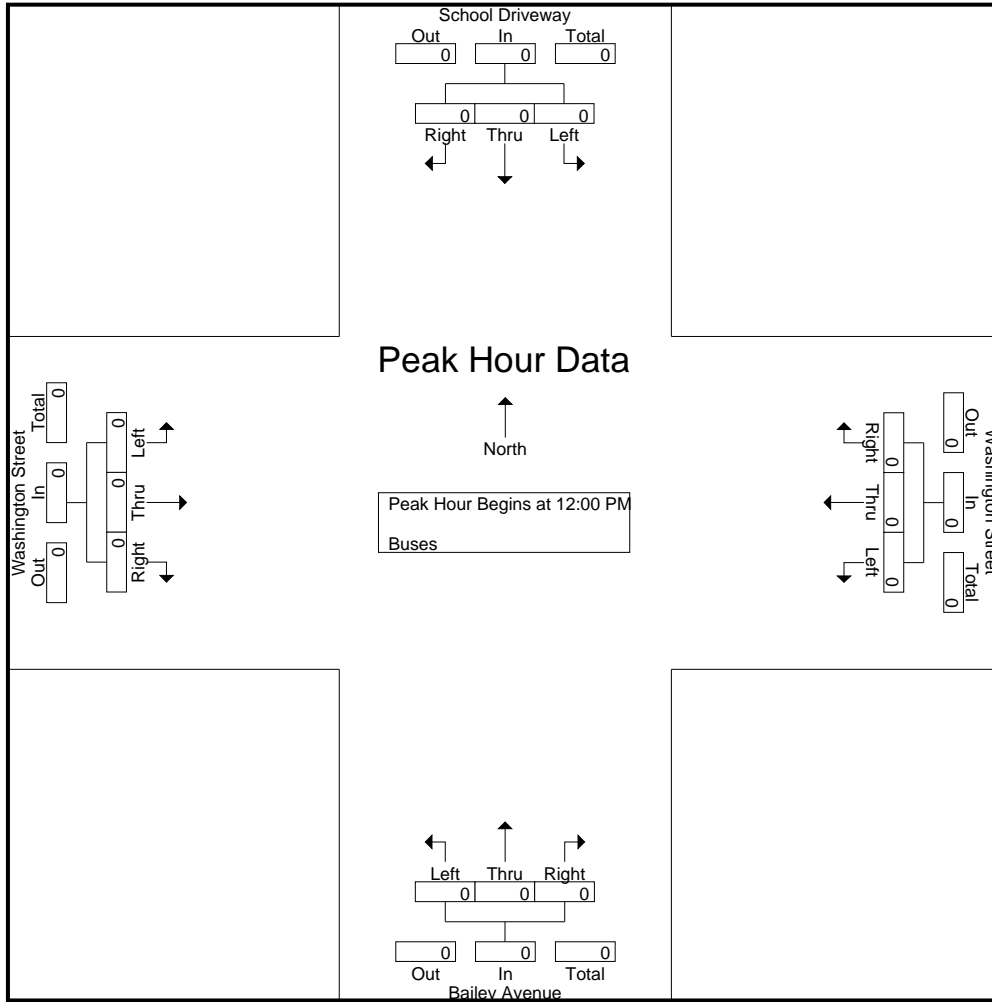 School Driveway
Out In Total
0 0 0
0 0 0
Right Thru Left
Peak Hour Data
North
Peak Hour Begins at 12:00 PM
Buses
Washington Street
Total In Out
0 0 0
0 0 0
Left Thru Right
Washington Street
Out In Total
0 0 0
0 0 0
Right Thru Left
Left Thru Right
0 0 0
0 0 0
Out In Total
Bailey Avenue